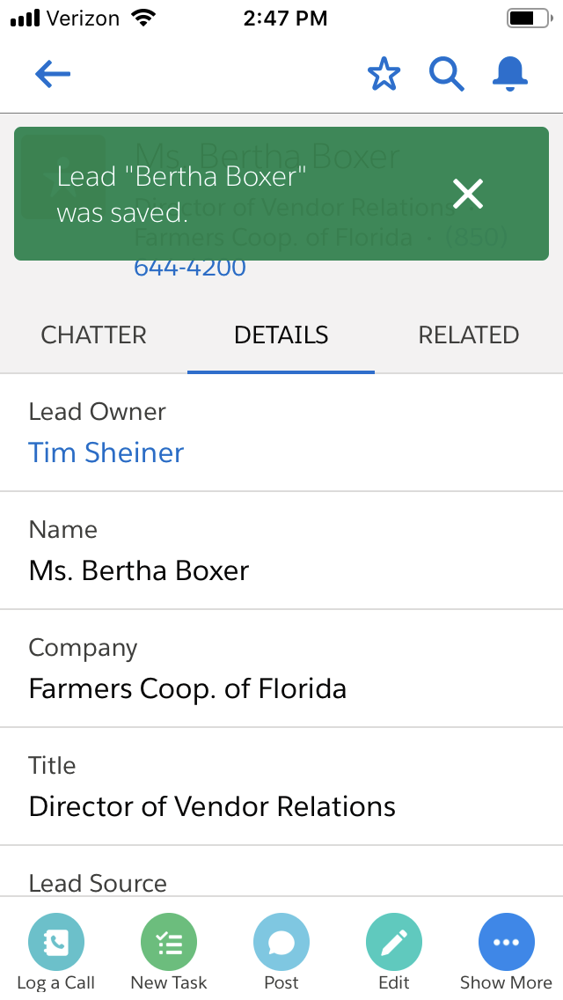 Verizon 2:47 PM
Lead "Bertha Boxer"
was saved.
Ms. Bertha Boxer
Director of Vendor Relations
Farmers Coop. of Florida · (850)
644-4200
CHATTER DETAILS RELATED
Lead Owner
Tim Sheiner
Name
Ms. Bertha Boxer
Company
Farmers Coop. of Florida
Title
Director of Vendor Relations
Lead Source
Log a Call New Task Post Edit Show More